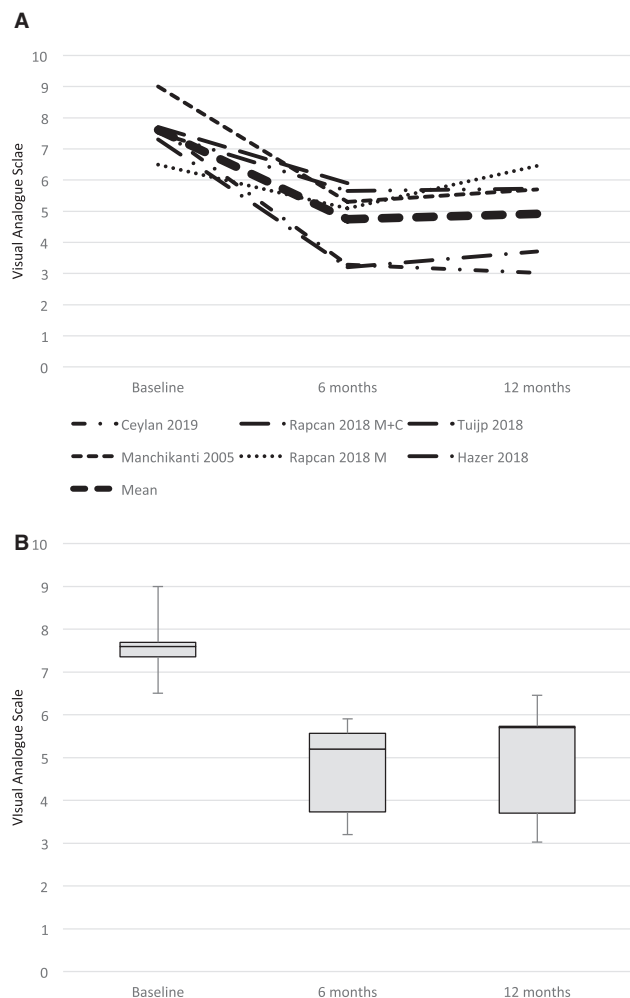 A
10
9
8
7
6
5
4
3
2
1
0
Visual Analogue Sclae
Baseline 6 months 12 months
Ceylan 2019 Rapcan 2018 M+C Tuijp 2018
Manchikanti 2005 Rapcan 2018 M Hazer 2018
Mean
B
10
9
8
7
6
5
4
3
2
1
0
VIsual Analogue Scale
Baseline 6 months 12 months